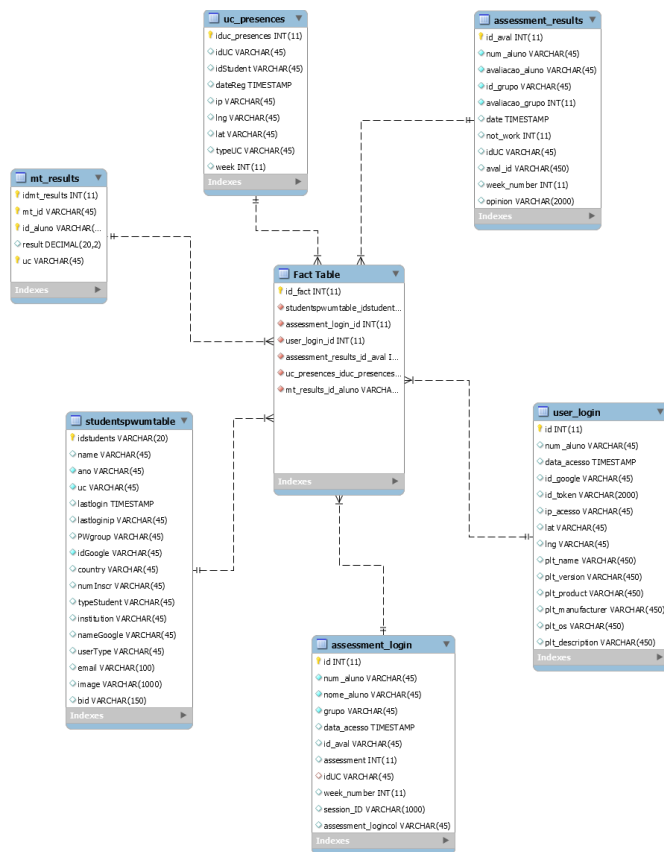 uc_presences
iduc_presences INT(11)
idUC VARCHAR(45)
idStudent VARCHAR(45)
dateReg TIMESTAMP
ip VARCHAR(45)
lng VARCHAR(45)
lat VARCHAR(45)
typeUC VARCHAR(45)
week INT(11)
Indexes
assessment_results
id_aval INT(11)
num_aluno VARCHAR(45)
avaliacao_aluno VARCHAR(45)
id_grupo VARCHAR(45)
avaliacao_grupo INT(11)
date TIMESTAMP
not_work INT(11)
idUC VARCHAR(45)
aval_id VARCHAR(450)
week_number INT(11)
opinion VARCHAR(2000)
Indexes
mt_results
idmt_results INT(11)
mt_id VARCHAR(45)
id_aluno VARCHAR(...
result DECIMAL(20,2)
uc VARCHAR(45)
Indexes
Fact Table
id_fact INT(11)
studentspwumtable_idstudent...
assessment_login_id INT(11)
user_login_id INT(11)
assessment_results_id_aval I...
uc_presences_iduc_presences...
mt_results_id_aluno VARCHA...
Indexes
studentspwumtable
idstudents VARCHAR(20)
name VARCHAR(45)
ano VARCHAR(45)
uc VARCHAR(45)
lastlogin TIMESTAMP
lastloginip VARCHAR(45)
PWgroup VARCHAR(45)
idGoogle VARCHAR(45)
country VARCHAR(45)
numInscr VARCHAR(45)
typeStudent VARCHAR(45)
institution VARCHAR(45)
nameGoogle VARCHAR(45)
userType VARCHAR(45)
email VARCHAR(100)
image VARCHAR(1000)
bid VARCHAR(150)
Indexes
user_login
id INT(11)
num_aluno VARCHAR(45)
data_acesso TIMESTAMP
id_google VARCHAR(45)
id_token VARCHAR(2000)
ip_acesso VARCHAR(45)
lat VARCHAR(45)
lng VARCHAR(45)
plt_name VARCHAR(450)
plt_version VARCHAR(450)
plt_product VARCHAR(450)
plt_manufacturer VARCHAR(450)
plt_os VARCHAR(450)
plt_description VARCHAR(450)
Indexes
assessment_login
id INT(11)
num_aluno VARCHAR(45)
nome_aluno VARCHAR(45)
grupo VARCHAR(45)
data_acesso TIMESTAMP
id_aval VARCHAR(45)
assessment INT(11)
idUC VARCHAR(45)
week_number INT(11)
session_ID VARCHAR(1000)
assessment_logincol VARCHAR(45)
Indexes